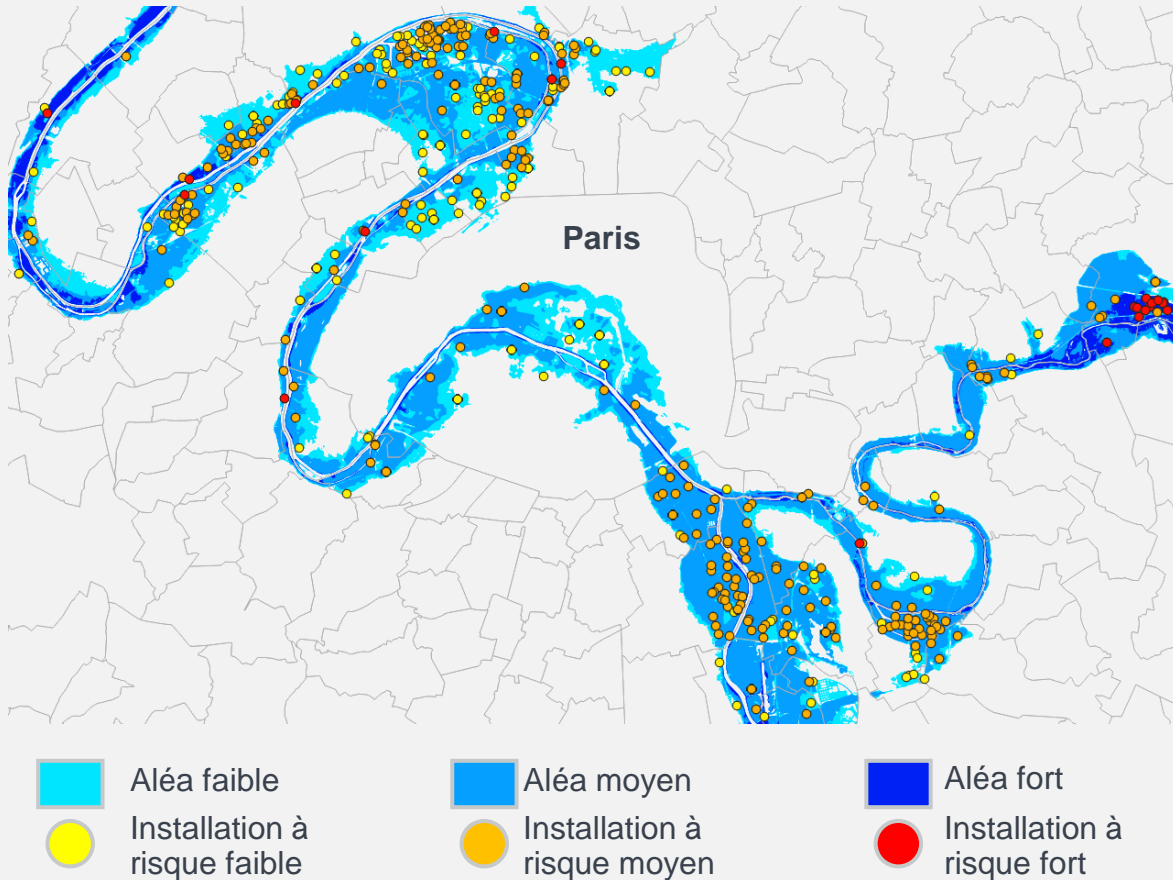 Paris
Aléa faible
Aléa moyen
Aléa fort
Installation à
risque faible
Installation à
risque moyen
Installation à
risque fort